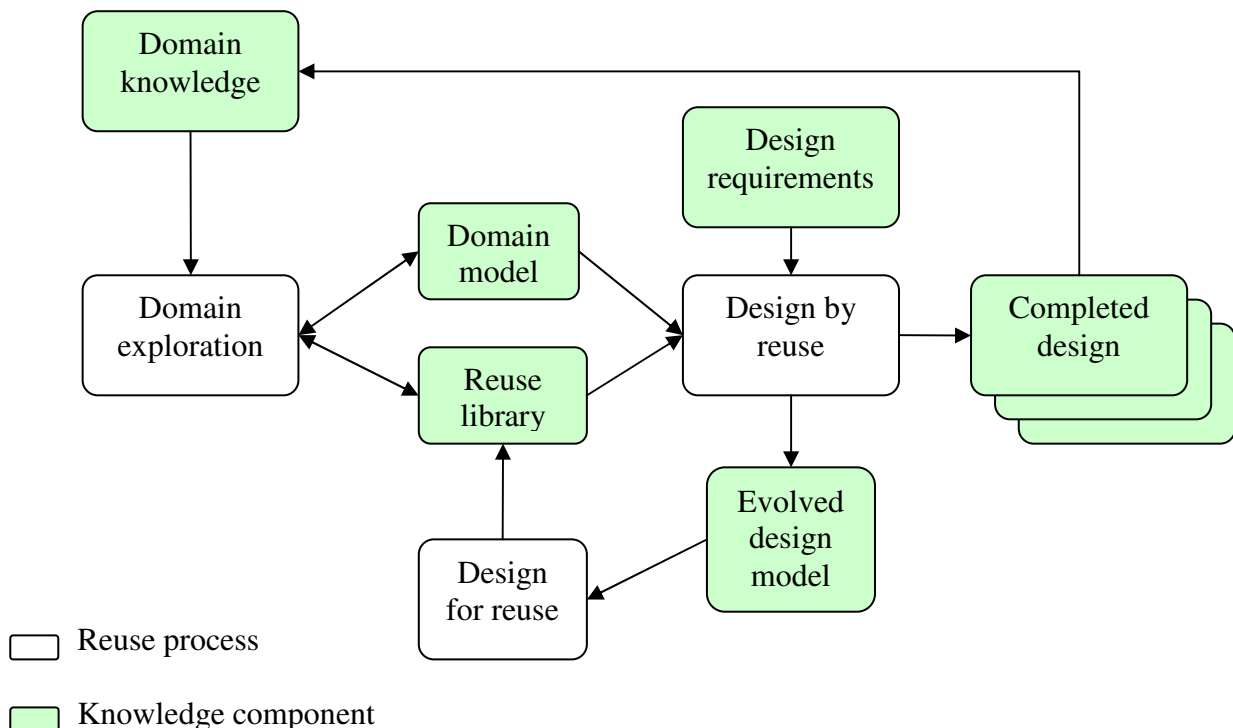 Domain
knowledge
Design
requirements
Domain
model
Domain
exploration
Design by
reuse
Completed
design
Reuse
library
Evolved
design
model
Design
for reuse
Reuse process
Knowledge component